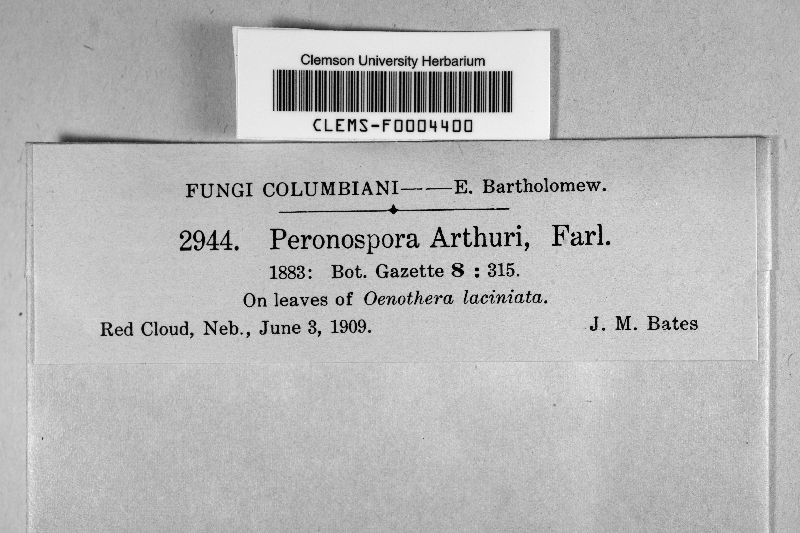 Clemson University Herbarium
CLEMS-F0004400
FUNGI COLUMBIANI——E. Bartholomew.
2944. Peronospora Arthuri, Farl.
1883: Bot. Gazette 8 : 315.
On leaves of Oenothera laciniata.
Red Cloud, Neb., June 3, 1909. J. M. Bates